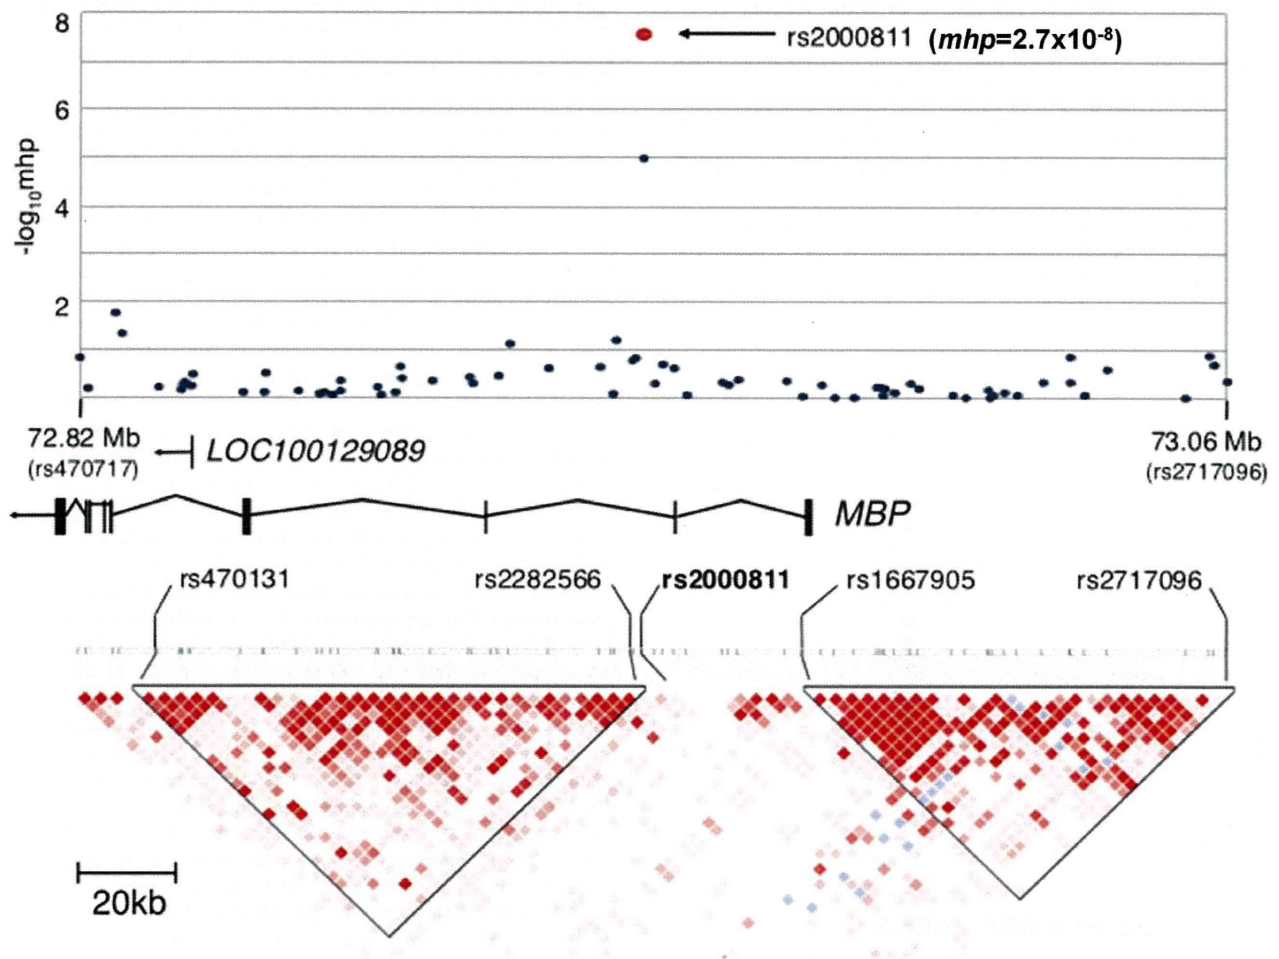 8
6
4
2
-log10mhp
rs2000811 (mhp=2.7x10-8)
72.82 Mb
(rs470717)
LOC100129089
73.06 Mb
(rs2717096)
MBP
rs470131
rs2282566
rs2000811
rs1667905
rs2717096
20kb